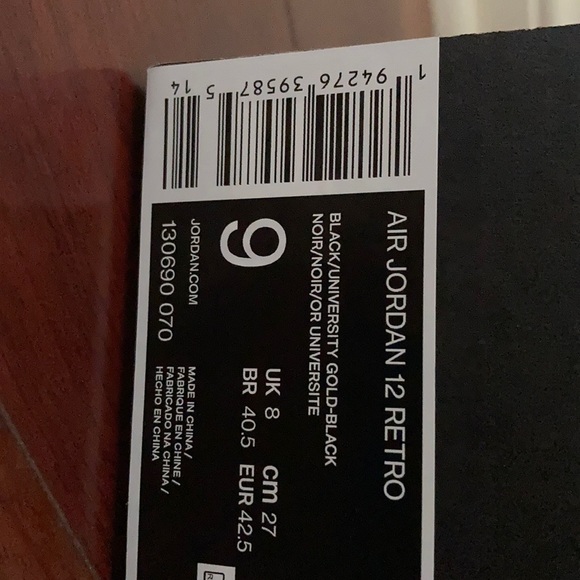 AIR JORDAN 12 RETRO
BLACK/UNIVERSITY GOLD-BLACK
NOIR/NOIR/OR UNIVERSITE
9
UK 8 cm 27
BR 40.5 EUR 42.5
JORDAN.COM
130690 070
MADE IN CHINA/
FABRIQUE EN CHINE/
FABRICADO NA CHINA/
HECHO EN CHINA
1 94276 39587 5 14